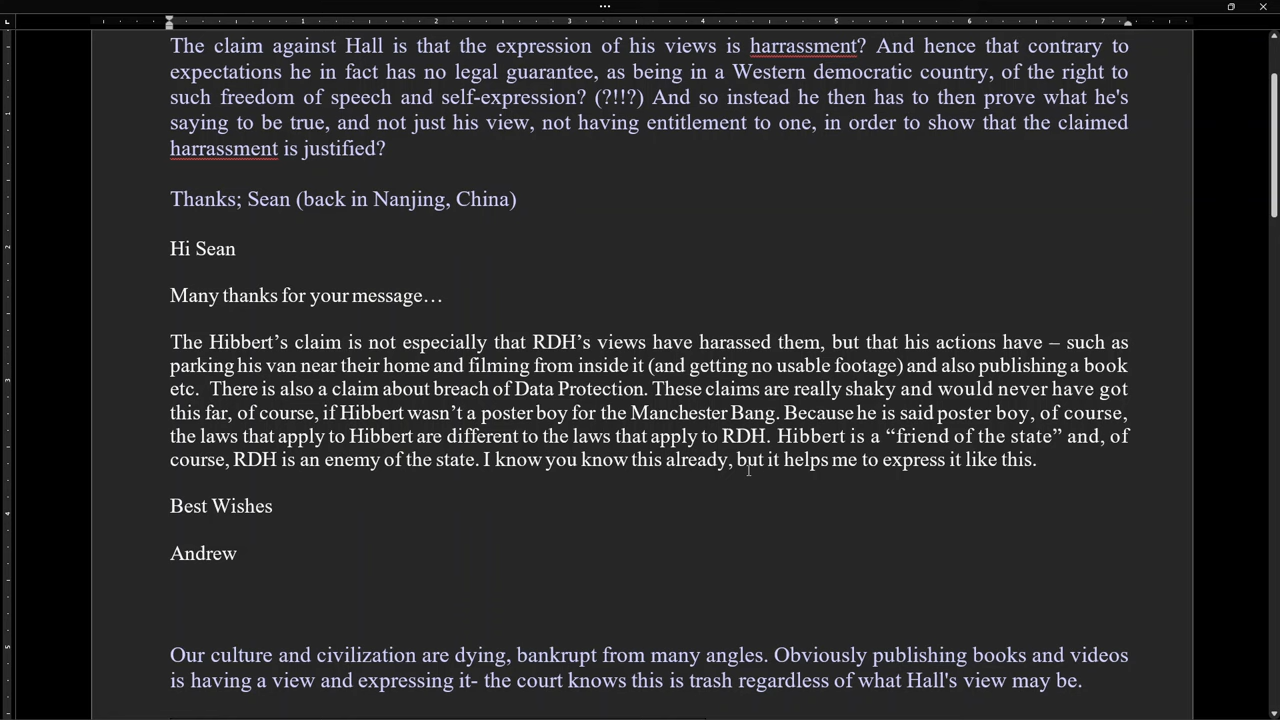 The claim against Hall is that the expression of his views is harrassment? And hence that contrary to
expectations he in fact has no legal guarantee, as being in a Western democratic country, of the right to
such freedom of speech and self-expression? (?!!?) And so instead he then has to then prove what he's
saying to be true, and not just his view, not having entitlement to one, in order to show that the claimed
harrassment is justified?
Thanks; Sean (back in Nanjing, China)
Hi Sean
Many thanks for your message…
The Hibbert’s claim is not especially that RDH’s views have harassed them, but that his actions have – such as
parking his van near their home and filming from inside it (and getting no usable footage) and also publishing a book
etc.  There is also a claim about breach of Data Protection. These claims are really shaky and would never have got
this far, of course, if Hibbert wasn’t a poster boy for the Manchester Bang. Because he is said poster boy, of course,
the laws that apply to Hibbert are different to the laws that apply to RDH. Hibbert is a “friend of the state” and, of
course, RDH is an enemy of the state. I know you know this already, but it helps me to express it like this.
Best Wishes
Andrew
Our culture and civilization are dying, bankrupt from many angles. Obviously publishing books and videos
is having a view and expressing it- the court knows this is trash regardless of what Hall's view may be.